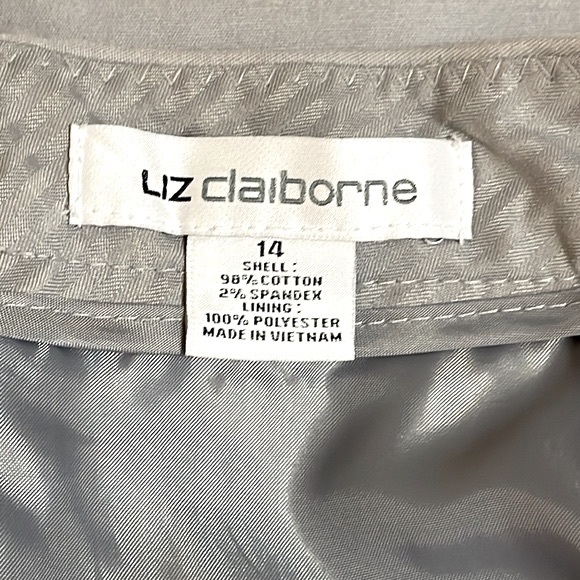 Liz claiborne
14
SHELL:
98% COTTON
2% SPANDEX
LINING:
100% POLYESTER
MADE IN VIETNAM